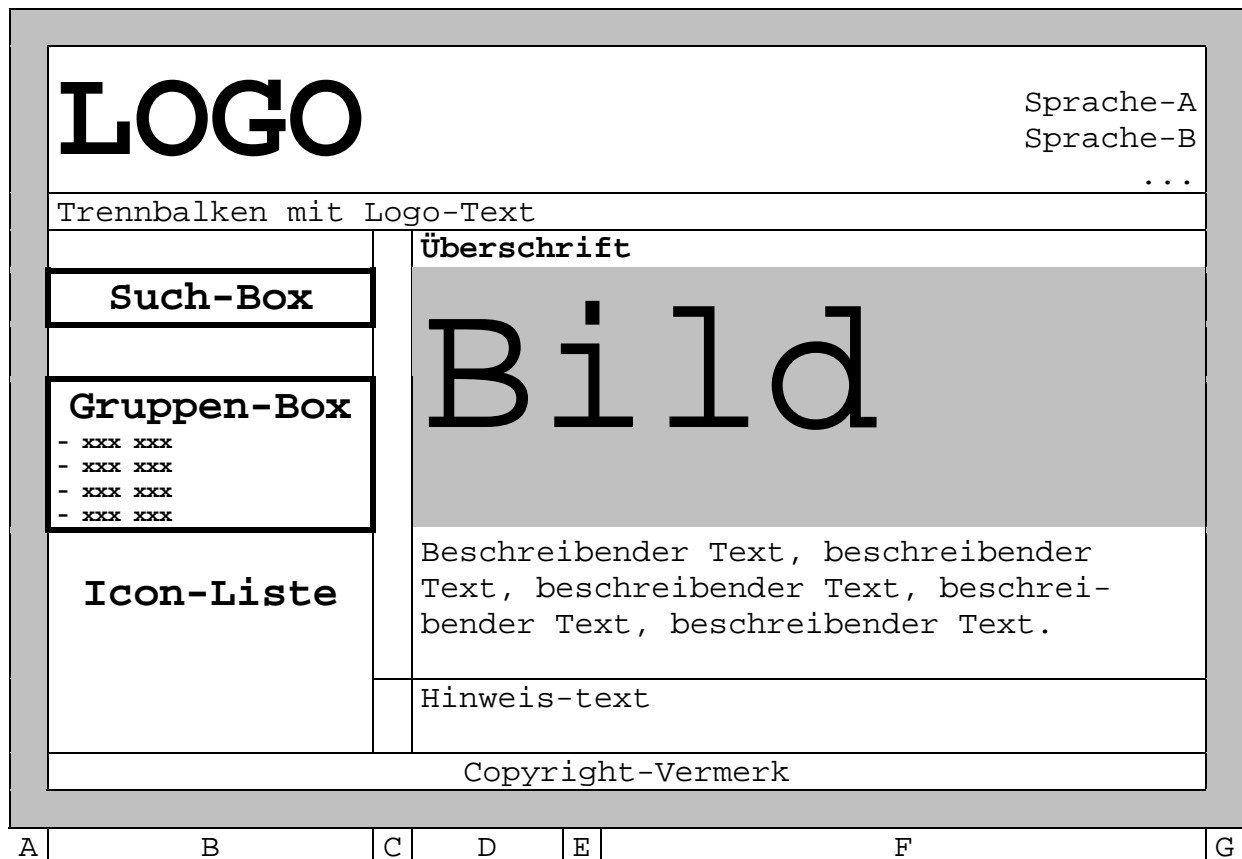 LOGO
Sprache-A
Sprache-B
...
Trennbalken mit Logo-Text
Überschrift
Such-Box
Bild
Gruppen-Box
- xxx xxx
- xxx xxx
- xxx xxx
- xxx xxx
Icon-Liste
Beschreibender Text, beschreibender
Text, beschreibender Text, beschrei-
bender Text, beschreibender Text.
Hinweis-text
Copyright-Vermerk
A B C D E F G